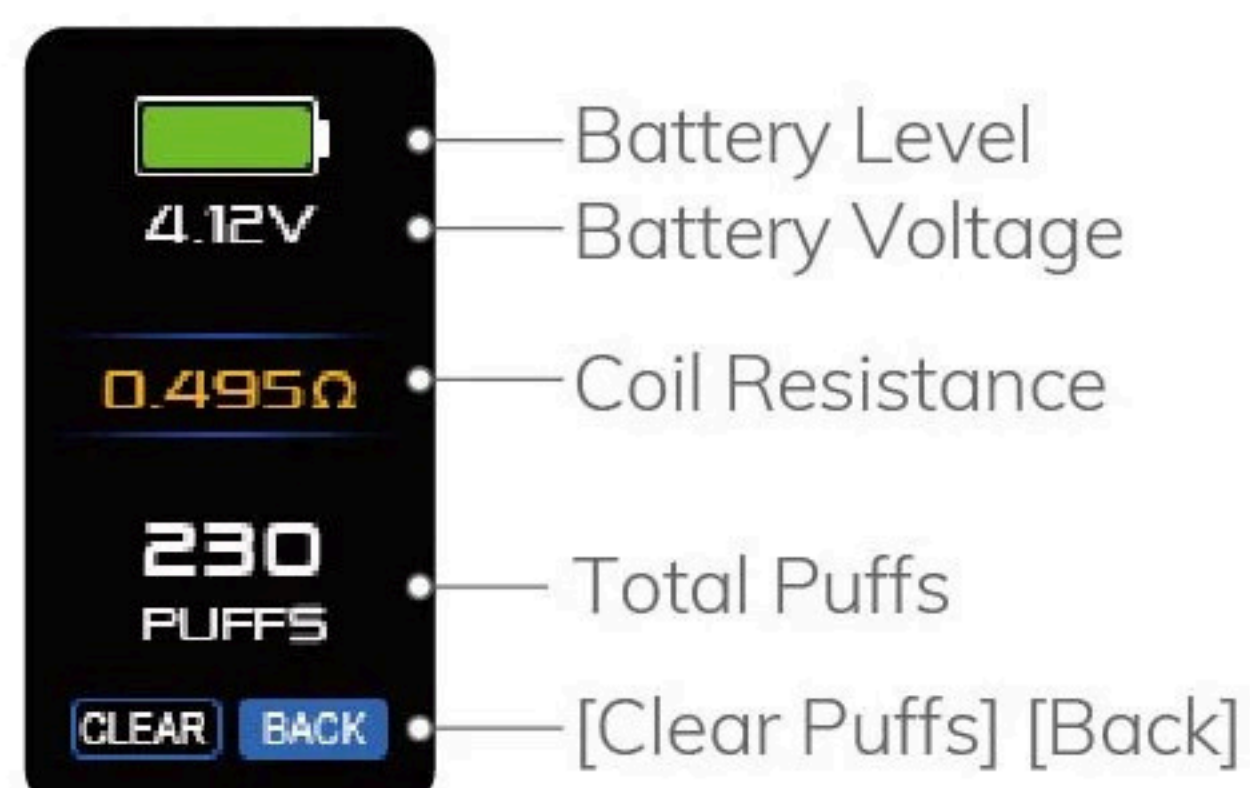 Battery Level
4.12V
Battery Voltage
0.495Ω
Coil Resistance
230
PUFFS
Total Puffs
CLEAR BACK
[Clear Puffs] [Back]